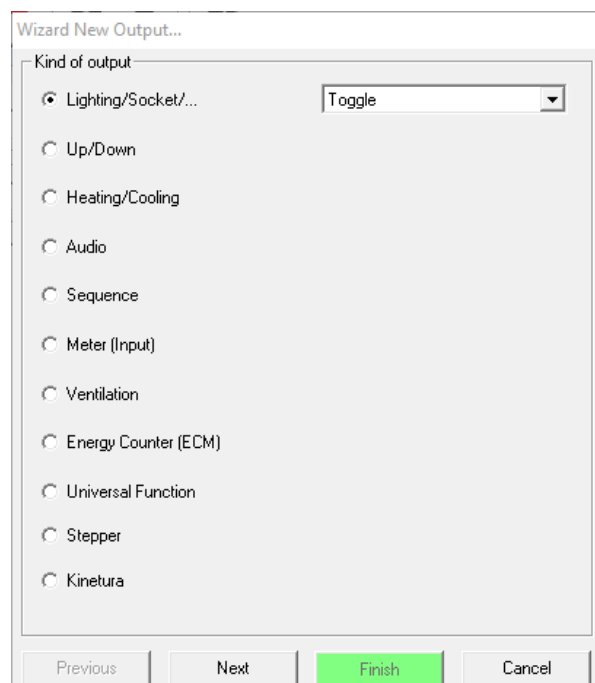 Wizard New Output...
Kind of output
Lighting/Socket/... Toggle
Up/Down
Heating/Cooling
Audio
Sequence
Meter (Input)
Ventilation
Energy Counter (ECM)
Universal Function
Stepper
Kinetura
Previous Next Finish Cancel